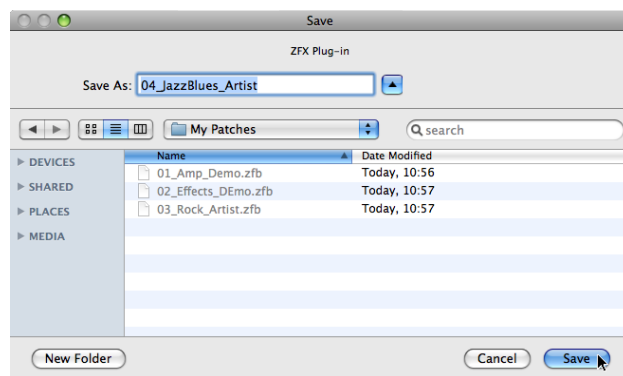 Save
ZFX Plug-in
Save As: 04_JazzBlues_Artist
My Patches
search
DEVICES
SHARED
PLACES
MEDIA
Name Date Modified
01_Amp_Demo.zfb Today, 10:56
02_Effects_DEmo.zfb Today, 10:57
03_Rock_Artist.zfb Today, 10:57
New Folder Cancel Save